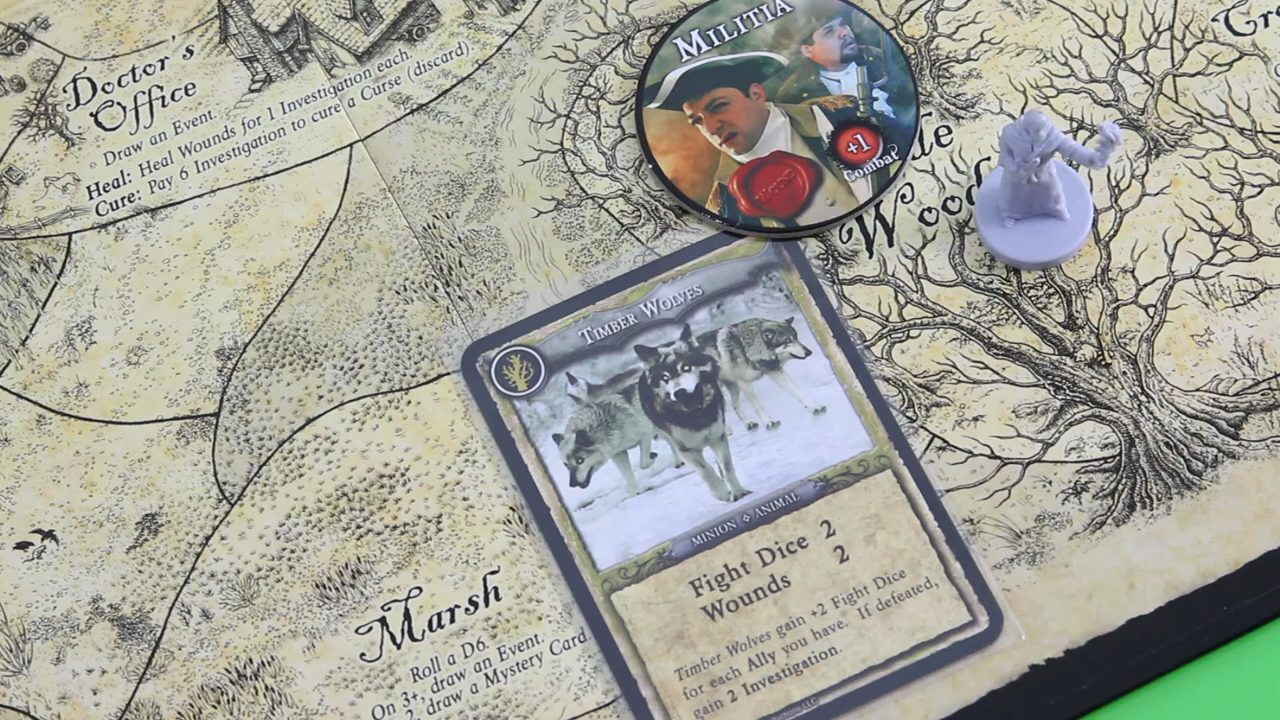 Doctor's
Office
Draw an Event.
Heal: Heal Wounds for 1 Investigation each.
Cure: Pay 6 Investigation to cure a Curse (discard).
MILITIA
+1
Combat
WOUND
Wood
TIMBER WOLVES
MINION ANIMAL
Fight Dice 2
Wounds 2
Timber Wolves gain +2 Fight Dice
for each Ally you have. If defeated,
gain 2 Investigation.
Marsh
Roll a D6.
On 3+, draw an Event.
draw a Mystery Card